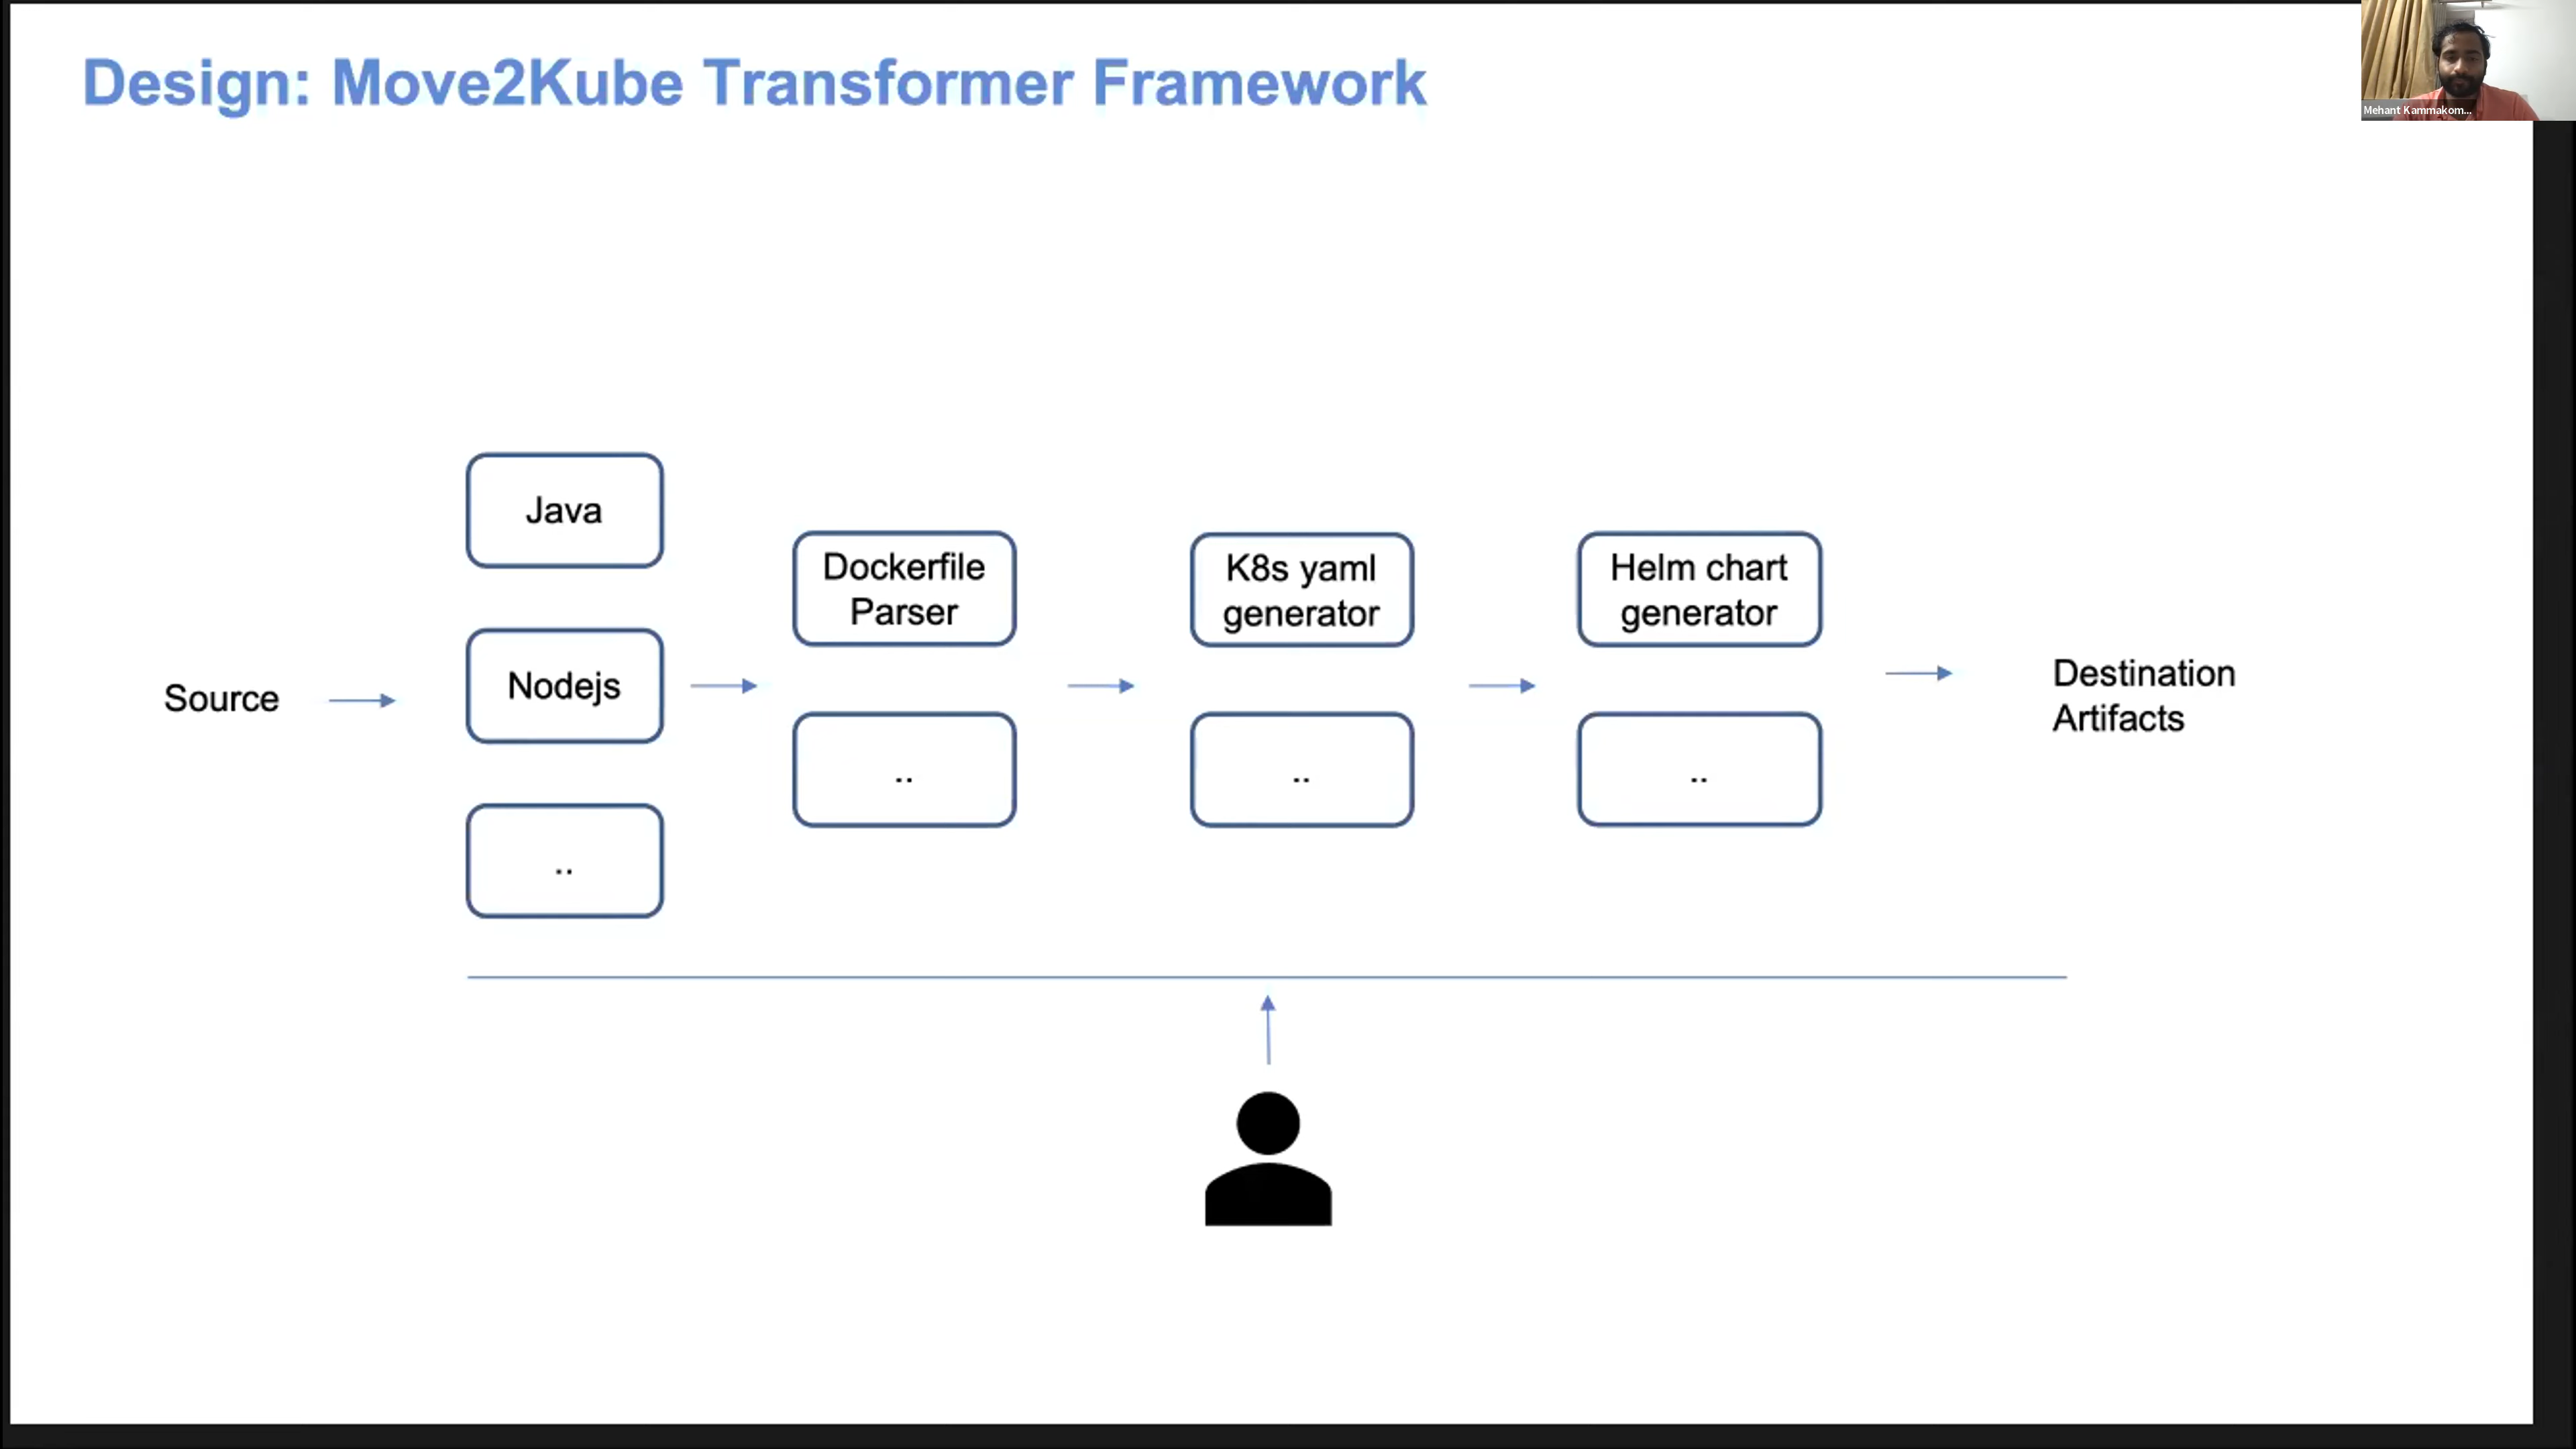 Design: Move2Kube Transformer Framework
Mehant Kammakom...
Source
Java
Nodejs
..
Dockerfile
Parser
..
K8s yaml
generator
..
Helm chart
generator
..
Destination
Artifacts